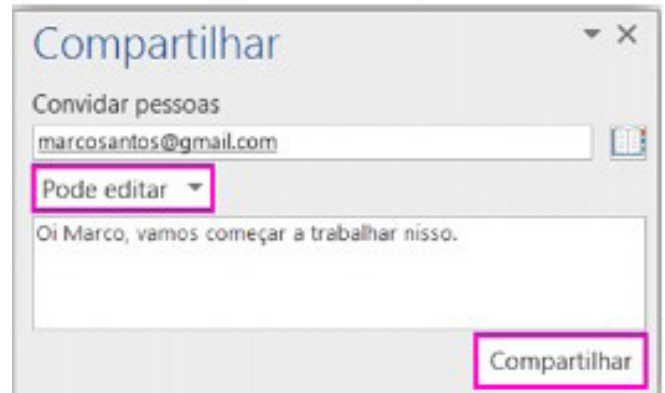 Compartilhar
Convidar pessoas
marcosantos@gmail.com
Pode editar
Oi Marco, vamos começar a trabalhar nisso.
Compartilhar